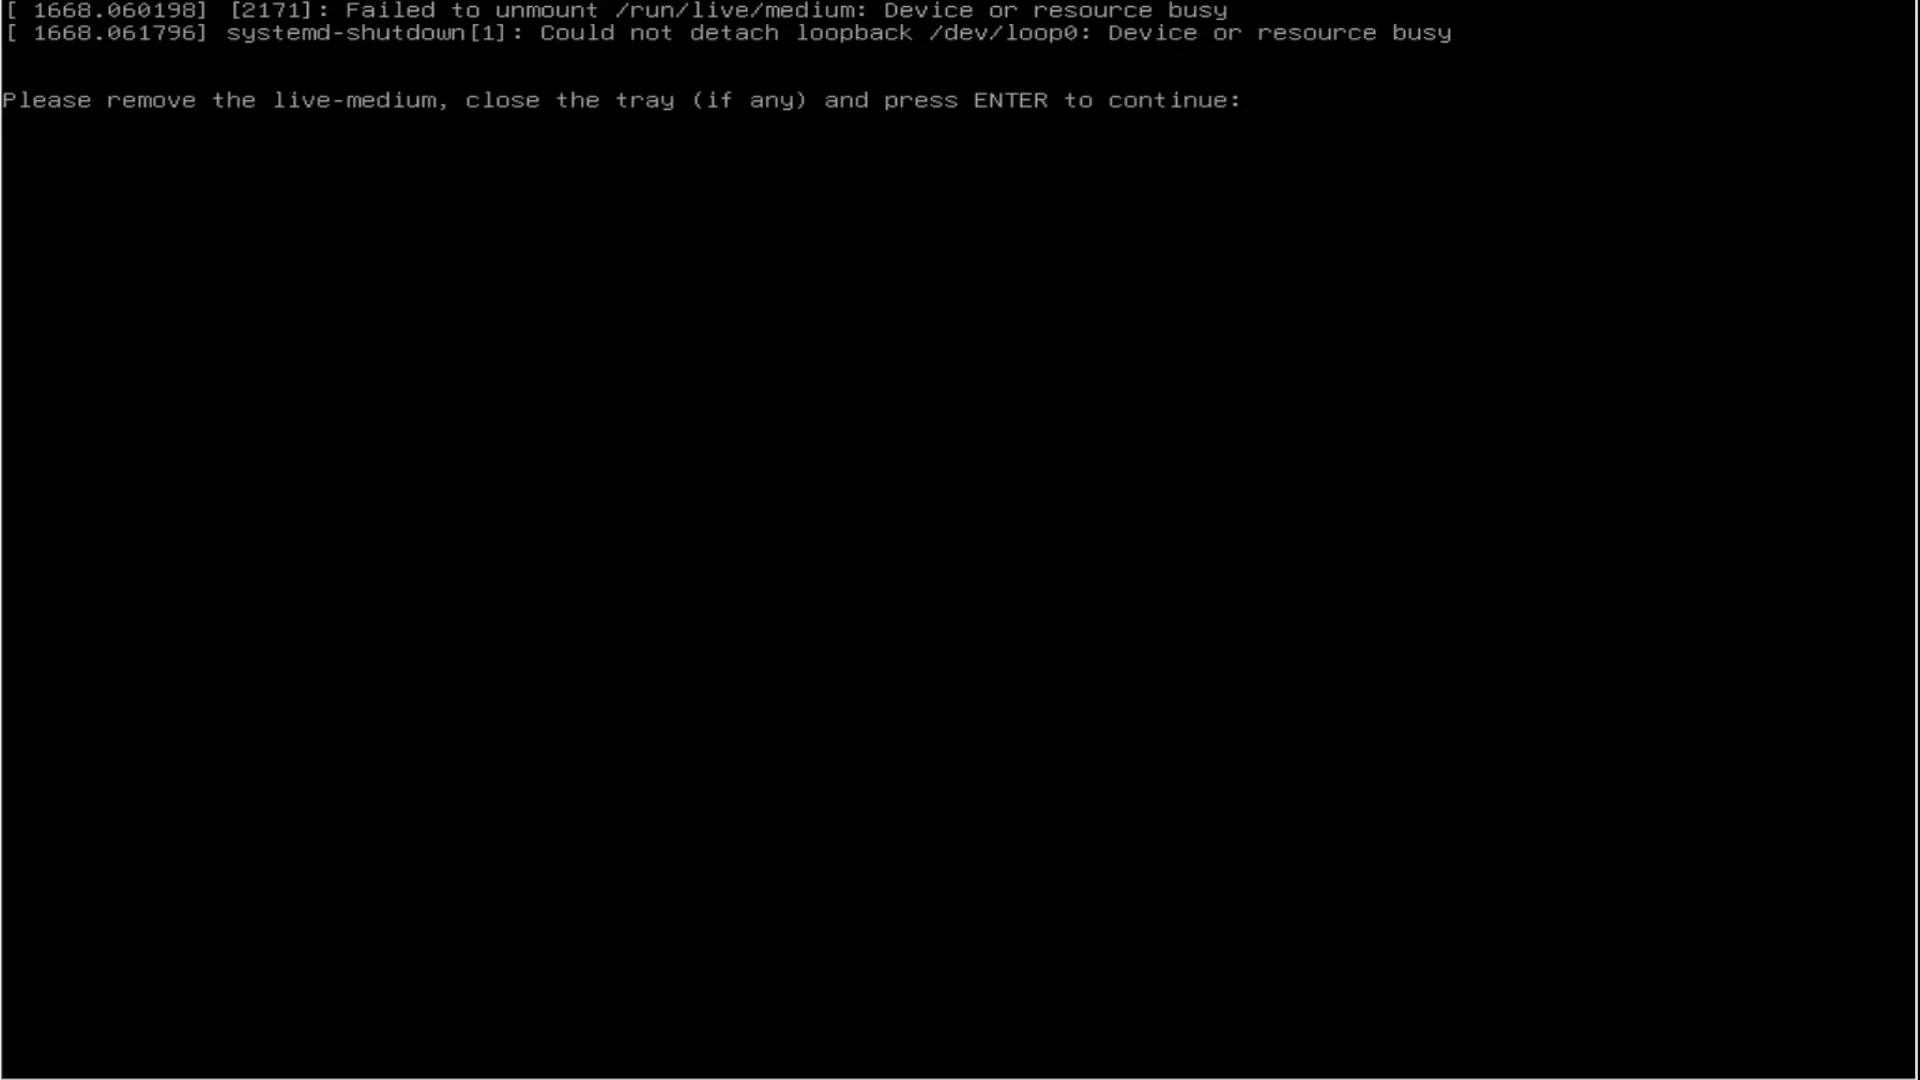 [ 1668.060198] [2171]: Failed to unmount /run/live/medium: Device or resource busy
[ 1668.061796] systemd-shutdown[1]: Could not detach loopback /dev/loop0: Device or resource busy
Please remove the live-medium, close the tray (if any) and press ENTER to continue: